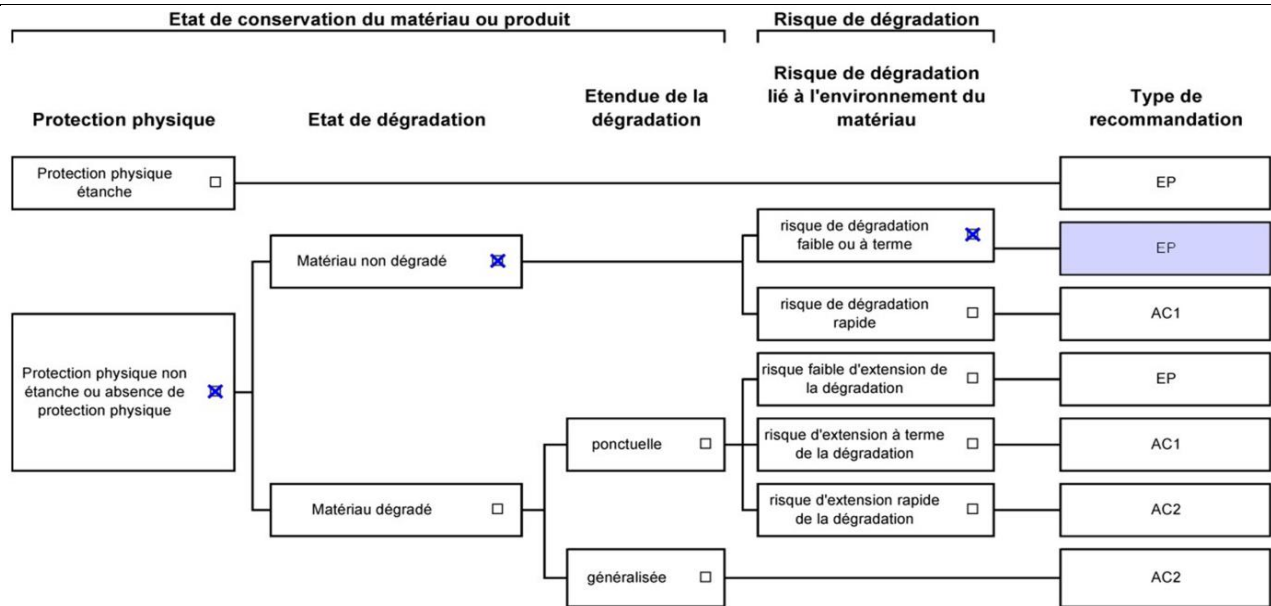 Etat de conservation du matériau ou produit
Risque de dégradation
Protection physique
Etat de dégradation
Etendue de la
dégradation
Risque de dégradation
lié à l'environnement du
matériau
Type de
recommandation
Protection physique
étanche
EP
Protection physique non
étanche ou absence de
protection physique
Matériau non dégradé
risque de dégradation
faible ou à terme
EP
risque de dégradation
rapide
AC1
Matériau dégradé
ponctuelle
risque faible d'extension de
la dégradation
EP
risque d'extension à terme
de la dégradation
AC1
risque d'extension rapide
de la dégradation
AC2
généralisée
AC2